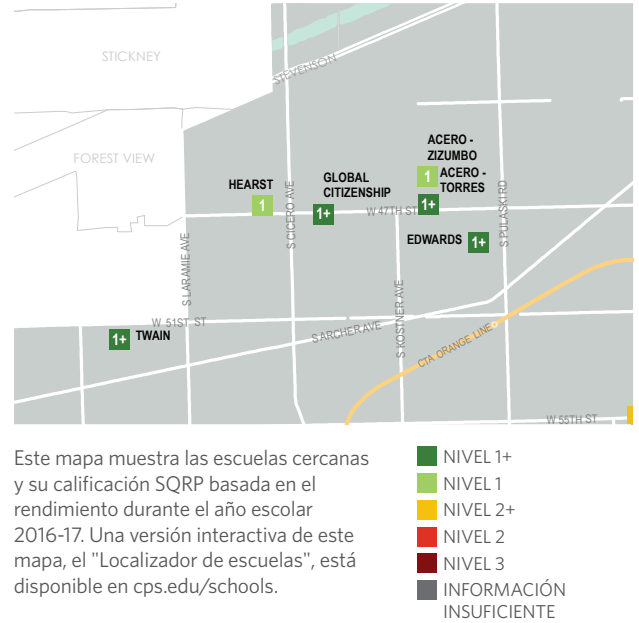 STICKNEY
STEVENSON
FOREST VIEW
ACERO -
ZIZUMBO
1
ACERO -
TORRES
1+
HEARST
1
GLOBAL
CITIZENSHIP
1+
W 47TH ST
EDWARDS
1+
S LARAMIE AVE
S CICERO AVE
S KOSTNER AVE
S PULASKI RD
W 51ST ST
1+
TWAIN
S ARCHER AVE
CTA ORANGE LINE
W 55TH ST
Este mapa muestra las escuelas cercanas
y su calificación SQRP basada en el
rendimiento durante el año escolar
2016-17. Una versión interactiva de este
mapa, el "Localizador de escuelas", está
disponible en cps.edu/schools.
NIVEL 1+
NIVEL 1
NIVEL 2+
NIVEL 2
NIVEL 3
INFORMACIÓN
INSUFICIENTE